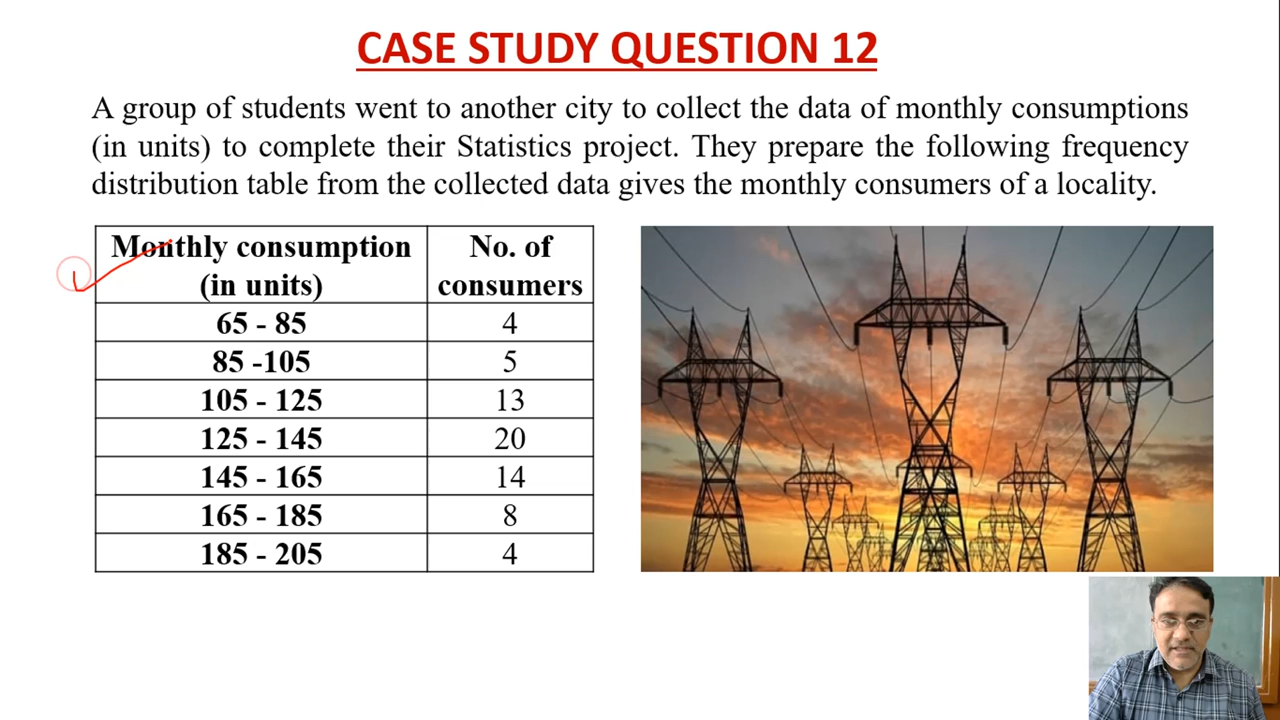 CASE STUDY QUESTION 12
A group of students went to another city to collect the data of monthly consumptions
(in units) to complete their Statistics project. They prepare the following frequency
distribution table from the collected data gives the monthly consumers of a locality.
Monthly consumption (in units) No. of consumers
65 - 85 4
85 -105 5
105 - 125 13
125 - 145 20
145 - 165 14
165 - 185 8
185 - 205 4